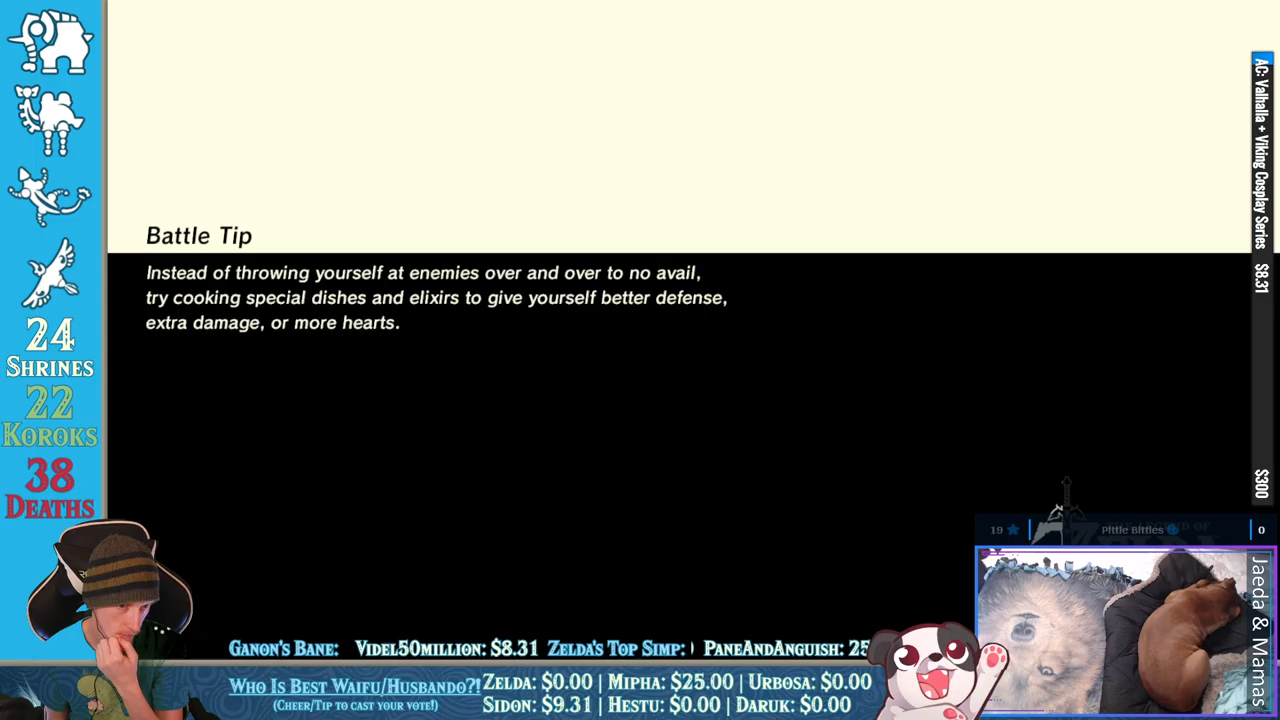 Battle Tip
Instead of throwing yourself at enemies over and over to no avail,
try cooking special dishes and elixirs to give yourself better defense,
extra damage, or more hearts.
24
SHRINES
22
KOROKS
38
DEATHS
AC: Valhalla + Viking Cosplay Series $8.31
$300
19
Pittie Bitties
0
Jaeda & Mamas
GANON'S BANE: VIDEL50MILLION: $8.31 ZELDA'S TOP SIMP: PANEANDANGUISH: 25
WHO IS BEST WAIFU/HUSBANDO?! ZELDA: $0.00 | MIPHA: $25.00 | URBOSA: $0.00
(CHEER/TIP TO CAST YOUR VOTE!) SIDON: $9.31 | HESTU: $0.00 | DARUK: $0.00